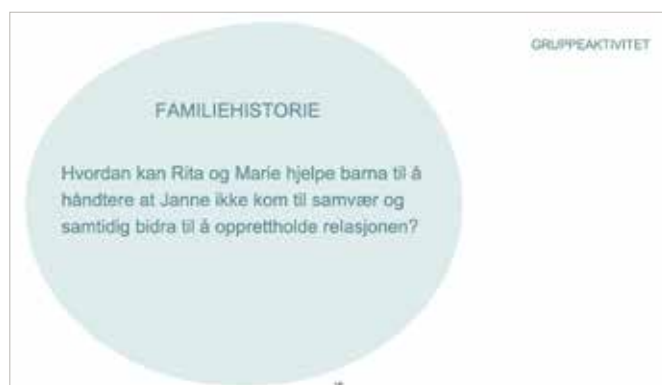 GRUPPEAKTIVITET
FAMILIEHISTORIE
Hvordan kan Rita og Marie hjelpe barna til å
håndtere at Janne ikke kom til samvær og
samtidig bidra til å opprettholde relasjonen?